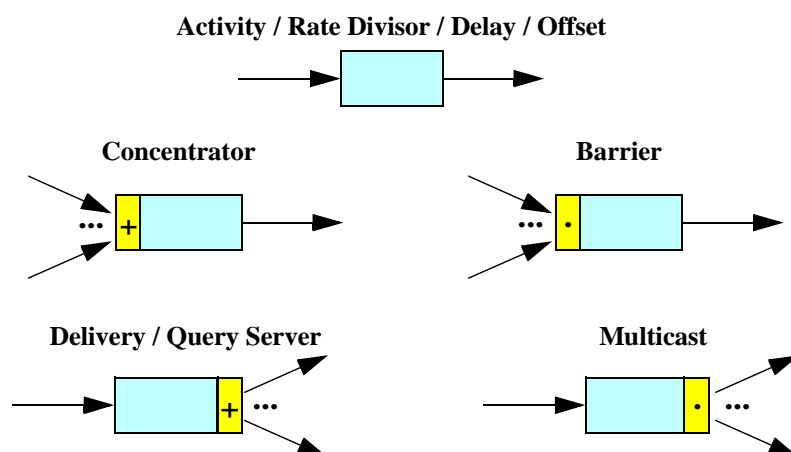 Activity / Rate Divisor / Delay / Offset
Concentrator
Barrier
... +
... ·
Delivery / Query Server
Multicast
+ ...
· ...